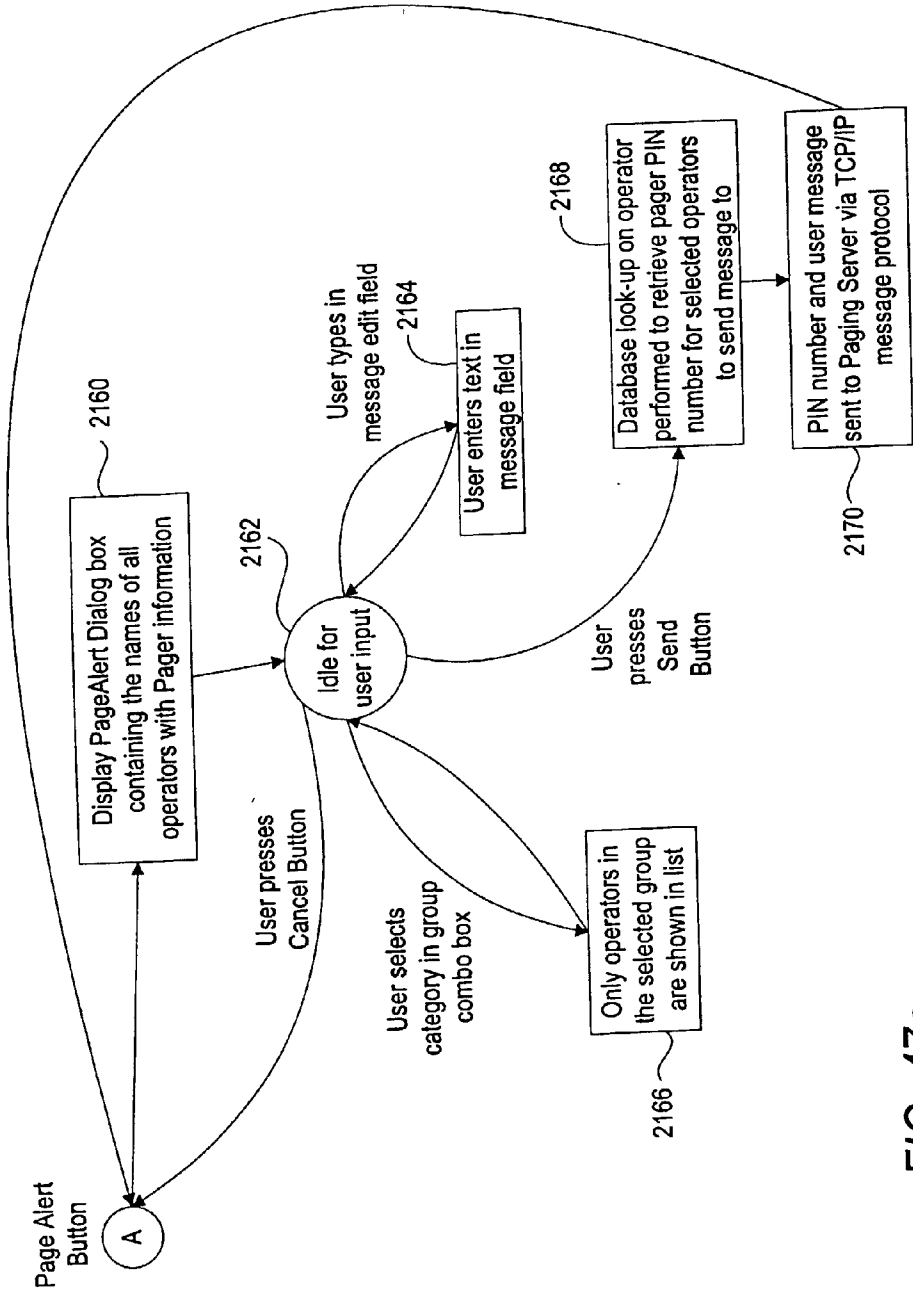 Page Alert
Button
A
Display PageAlert Dialog box
containing the names of all
operators with Pager information
2160
User presses
Cancel Button
2162
Idle for
user input
User types in
message edit field
2164
User enters text in
message field
User selects
category in group
combo box
Only operators in
the selected group
are shown in list
2166
User
presses
Send
Button
2168
Database look-up on operator
performed to retrieve pager PIN
number for selected operators
to send message to
PIN number and user message
sent to Paging Server via TCP/IP
message protocol
2170